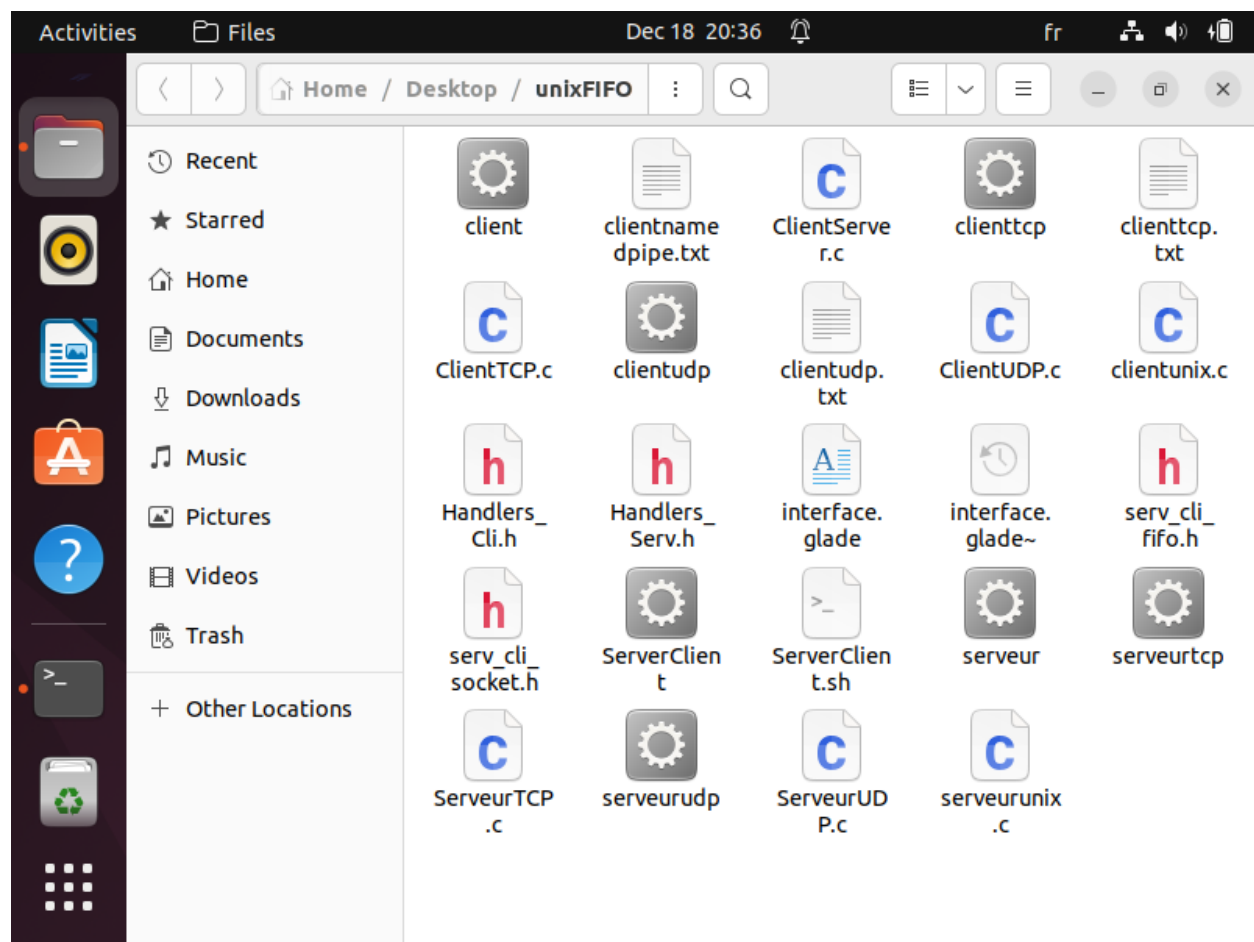 Activities Files Dec 18 20:36 fr
Home / Desktop / unixFIFO
Recent
Starred
Home
Documents
Downloads
Music
Pictures
Videos
Trash
Other Locations
client clientname ClientServe clienttcp clienttcp.
dpipe.txt r.c txt
ClientTCP.c clientudp clientudp. ClientUDP.c clientunix.c
txt
Handlers_ Handlers_ interface. interface. serv_cli_
Cli.h Serv.h glade glade~ fifo.h
serv_cli_ ServerClien ServerClien serveur serveurtcp
socket.h t t.sh
ServeurTCP serveurudp ServeurUD serveurunix
.c P.c .c